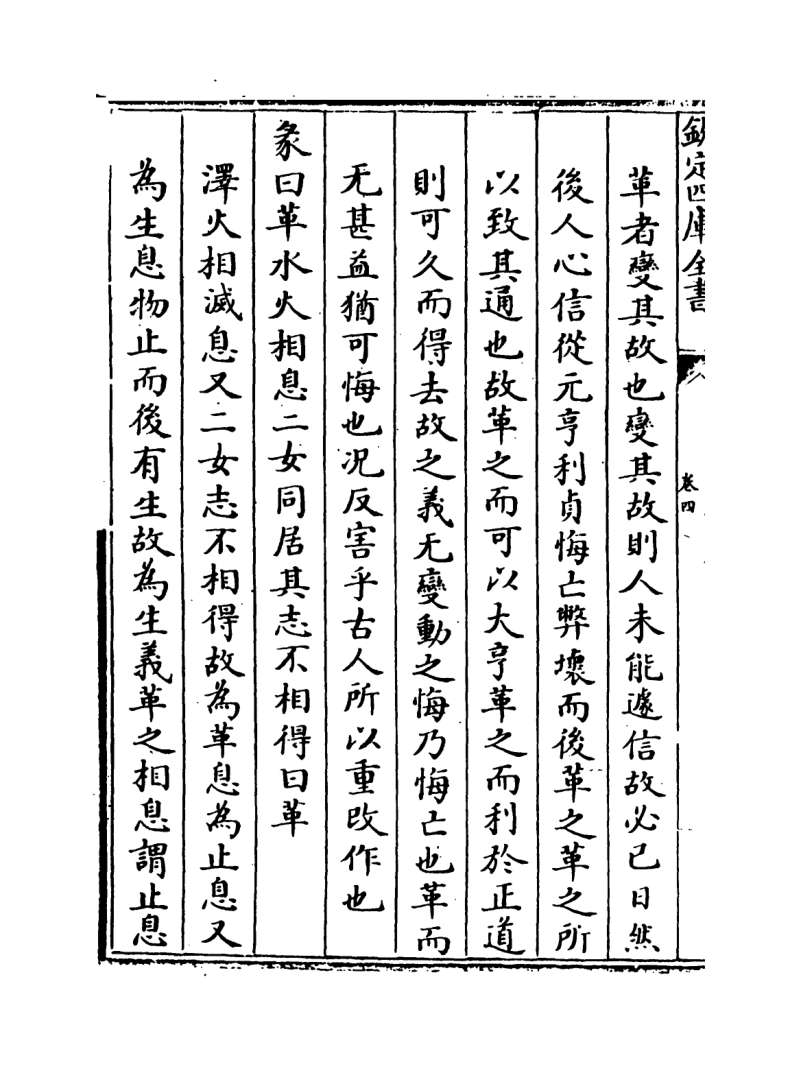 欽定四庫全書
卷四
革者變其故也變其故則人未能遽信故必已日然
後人心信從元亨利貞悔亡弊壞而後革之革之所
以致其通也故革之而可以大亨革之而利於正道
則可久而得去故之義无變動之悔乃悔亡也革而
无甚益猶可悔也况反害乎古人所以重改作也
彖曰革水火相息二女同居其志不相得曰革
澤火相滅息又二女志不相得故為革息為止息又
為生息物止而後有生故為生義革之相息謂止息